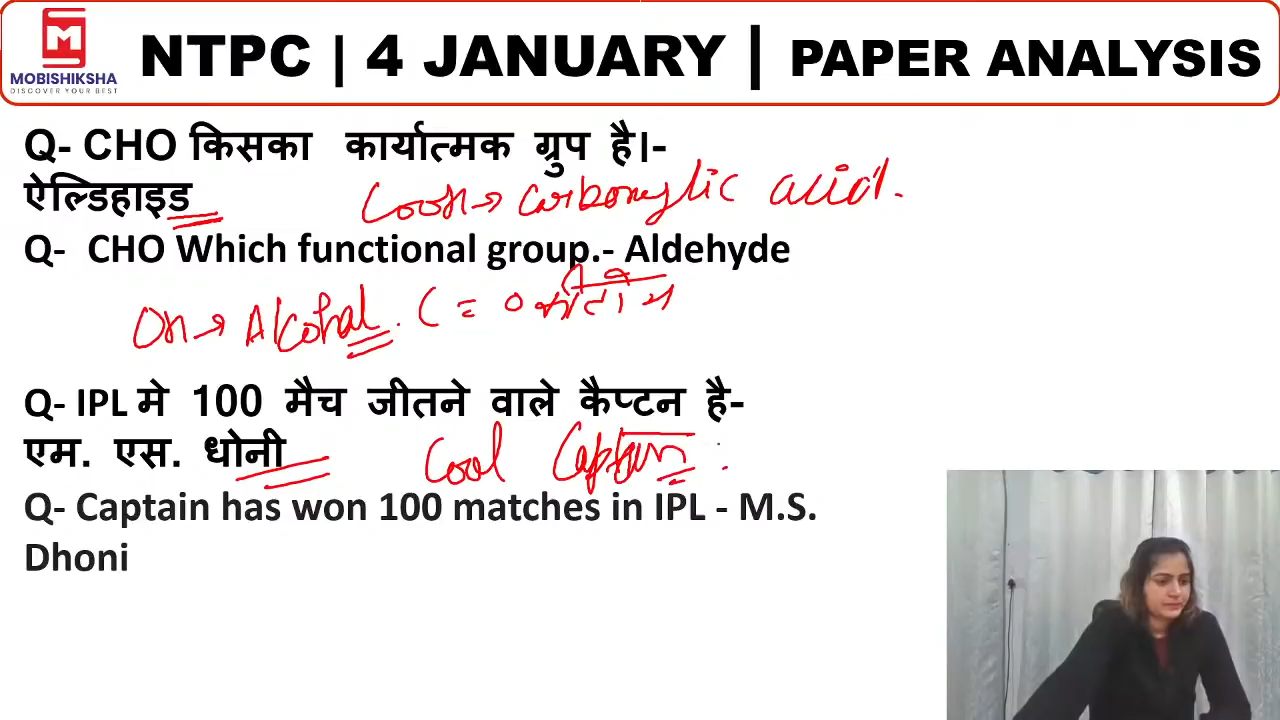 MOBISHIKSHA
DISCOVER YOUR BEST
NTPC | 4 JANUARY | PAPER ANALYSIS
Q- CHO किसका कार्यात्मक ग्रुप है।-
ऐल्डिहाइड
COOH → carboxylic acid.
Q- CHO Which functional group.- Aldehyde
OH → Alcohol. C = O
Q- IPL मे 100 मैच जीतने वाले कैप्टन है-
एम. एस. धोनी
Cool Captain
Q- Captain has won 100 matches in IPL - M.S.
Dhoni